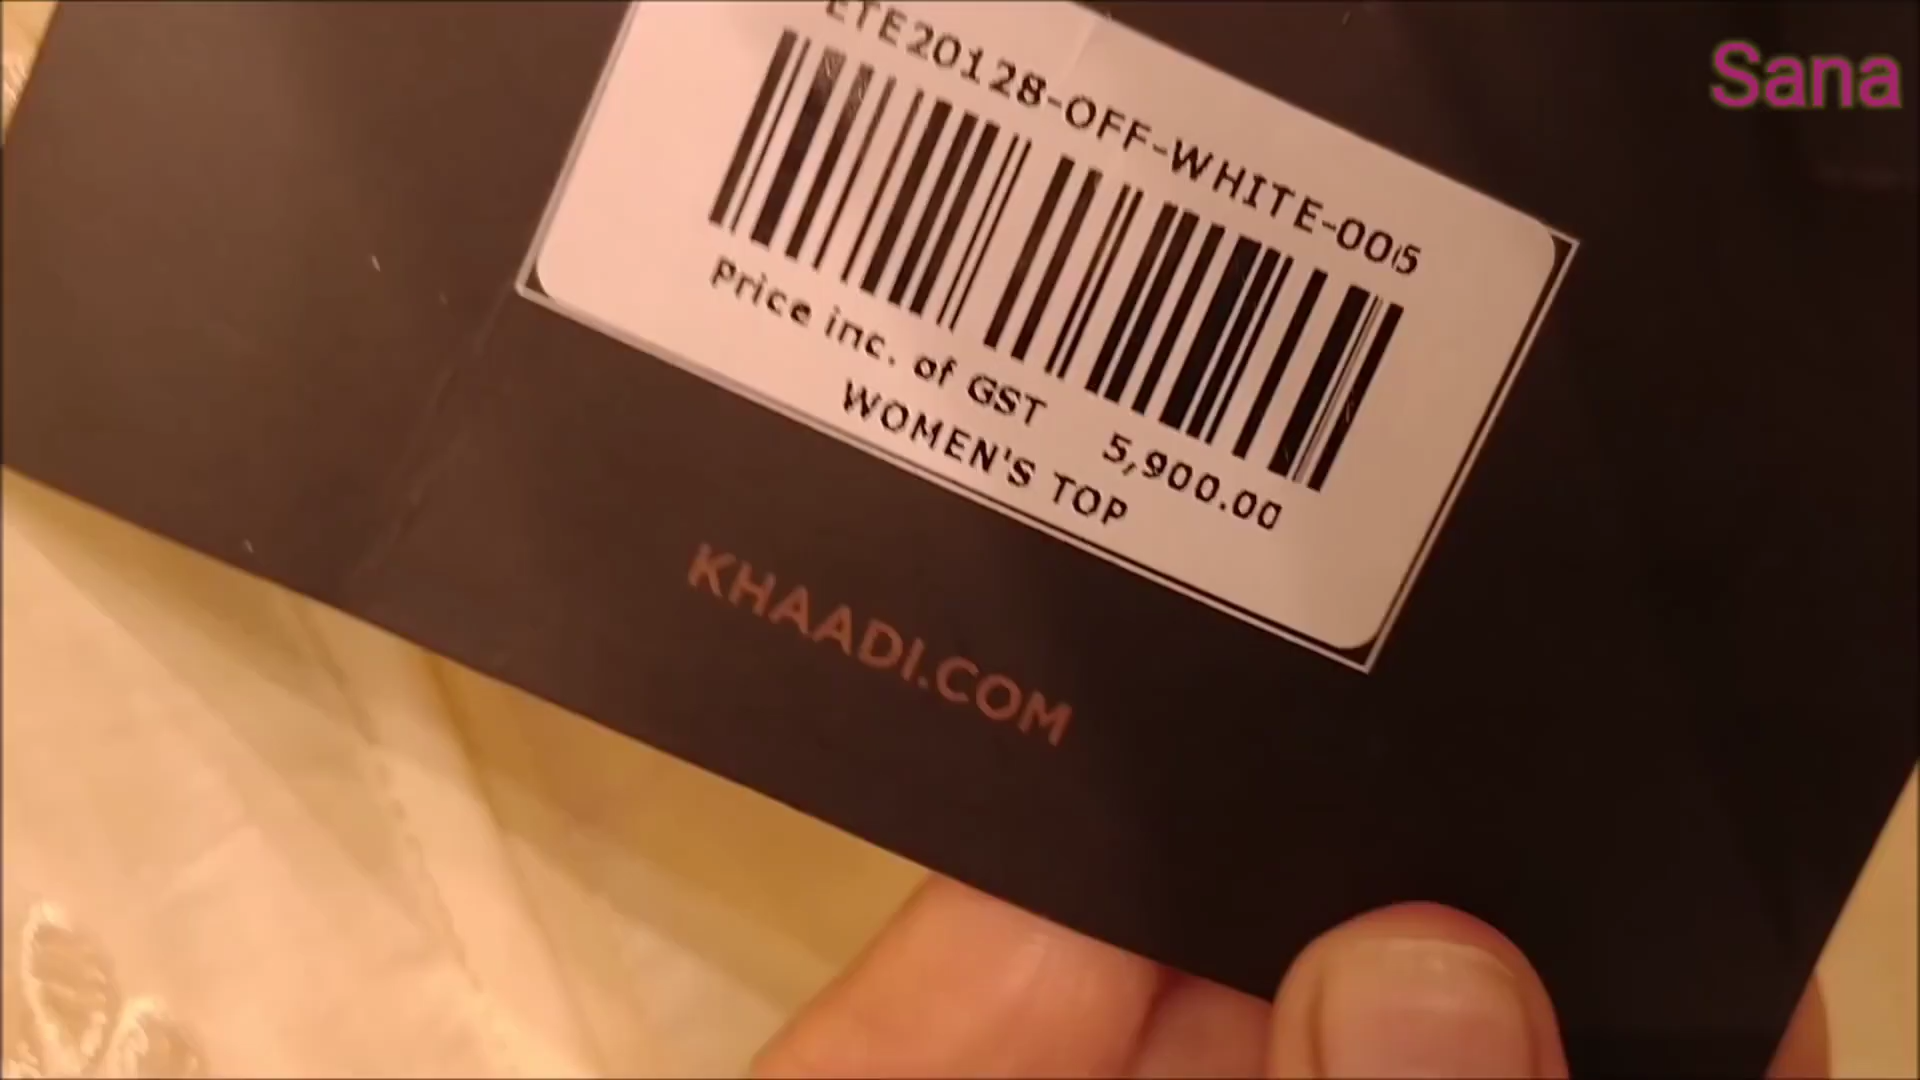 Sana
ETE20128-OFF-WHITE-005
Price inc. of GST 5,900.00
WOMEN'S TOP
KHAADI.COM